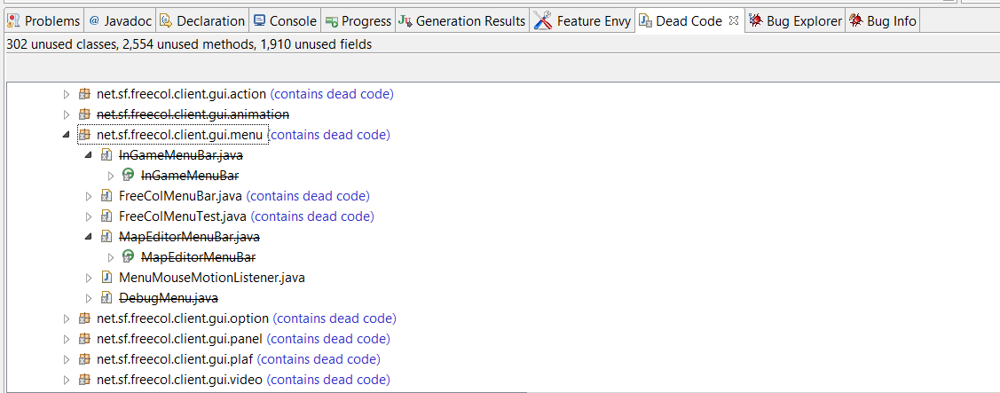 Problems @ Javadoc Declaration Console Progress Generation Results Feature Envy Dead Code Bug Explorer Bug Info
302 unused classes, 2,554 unused methods, 1,910 unused fields
net.sf.freecol.client.gui.action (contains dead code)
net.sf.freecol.client.gui.animation
net.sf.freecol.client.gui.menu (contains dead code)
InGameMenuBar.java
InGameMenuBar
FreeColMenuBar.java (contains dead code)
FreeColMenuTest.java (contains dead code)
MapEditorMenuBar.java
MapEditorMenuBar
MenuMouseMotionListener.java
DebugMenu.java
net.sf.freecol.client.gui.option (contains dead code)
net.sf.freecol.client.gui.panel (contains dead code)
net.sf.freecol.client.gui.plaf (contains dead code)
net.sf.freecol.client.gui.video (contains dead code)